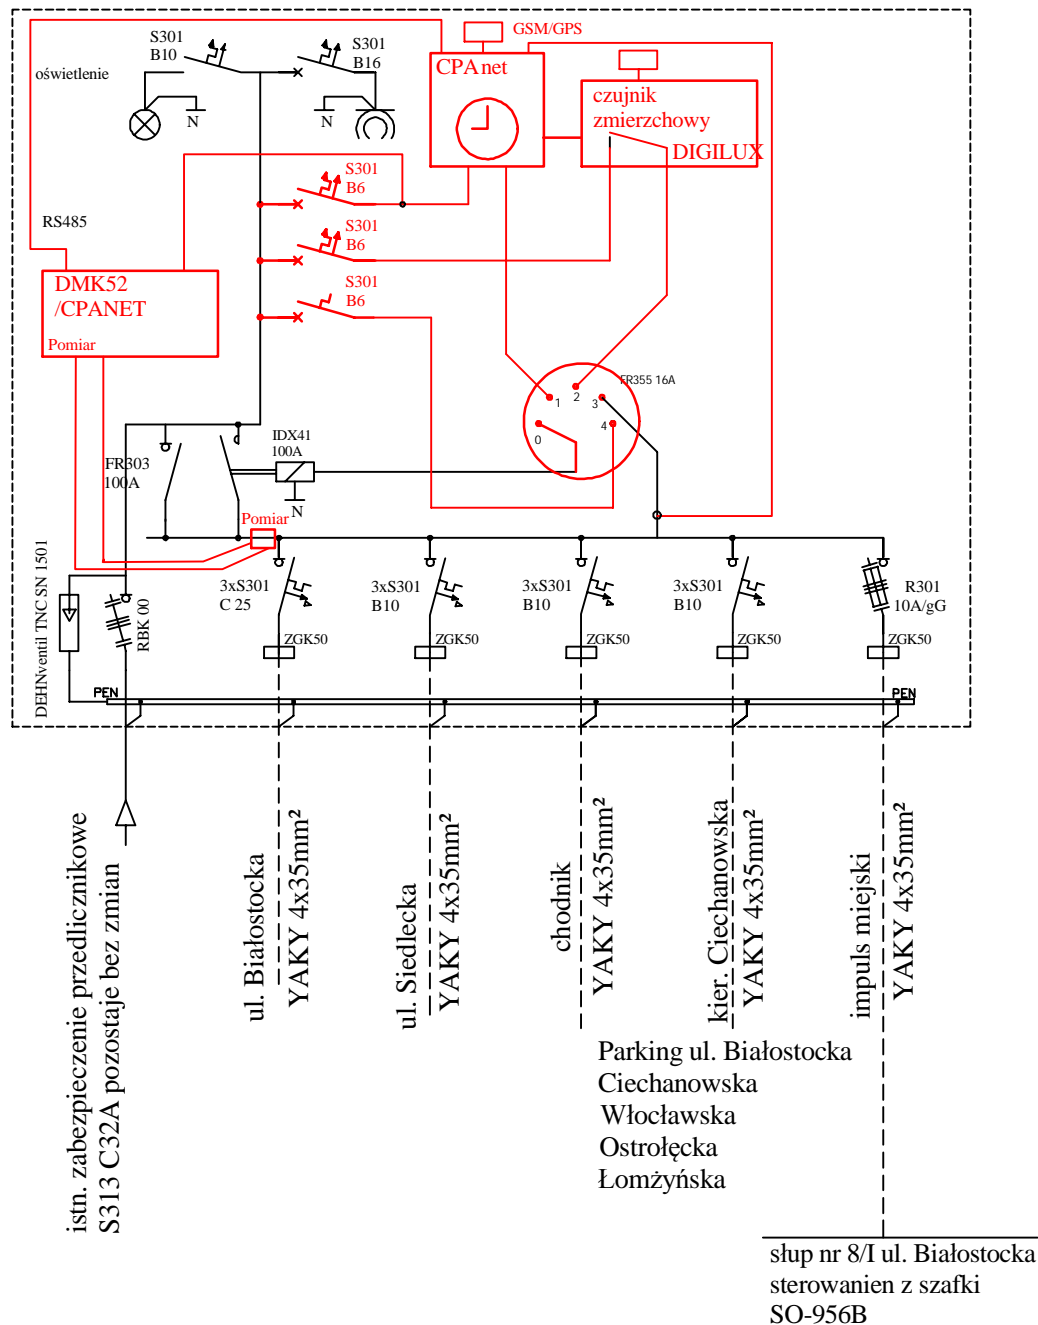 S301
B10
S301
B16
GSM/GPS
CPAnet
oświetlenie
czujnik
zmierzchowy
DIGILUX
N
N
S301
B6
RS485
S301
B6
DMK52
/CPANET
S301
B6
Pomiar
FR355 16A
1
2
3
0
4
IDX41
100A
FR303
100A
N
Pomiar
DEHNventil TNC SN 1501
RBK 00
3xS301
C 25
3xS301
B10
3xS301
B10
3xS301
B10
R301
10A/gG
ZGK50
ZGK50
ZGK50
ZGK50
ZGK50
PEN
PEN
istn. zabezpieczenie przedlicznikowe
S313 C32A pozostaje bez zmian
ul. Białostocka
YAKY 4x35mm²
ul. Siedlecka
YAKY 4x35mm²
chodnik
YAKY 4x35mm²
kier. Ciechanowska
YAKY 4x35mm²
impuls miejski
YAKY 4x35mm²
Parking ul. Białostocka
Ciechanowska
Włocławska
Ostrołęcka
Łomżyńska
słup nr 8/I ul. Białostocka
sterowanien z szafki
SO-956B